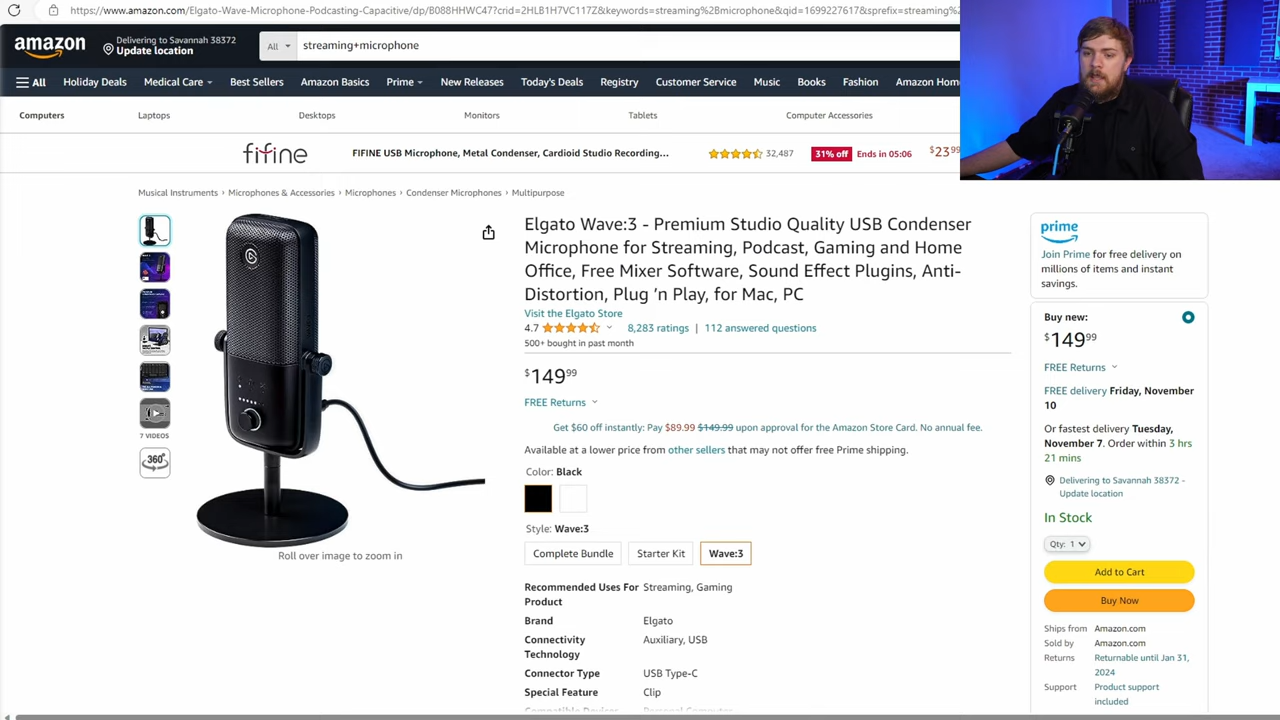 https://www.amazon.com/Elgato-Wave-Microphone-Podcasting-Capacitive/dp/B088HHWC47?crid=2HLB1H7VC117Z&keywords=streaming%2Bmicrophone&qid=1699227617&sprefix=streaming%
amazon
Delivering to Savannah 38372
Update location
All
streaming+microphone
All
Holiday Deals
Medical Care
Sellers
Amazon Basics
Prime
New
Registry
Customer Service
Music
Books
Fashion
Amazon Home
Computers
Laptops
Desktops
Monitors
Tablets
Computer Accessories
fifine
FIFINE USB Microphone, Metal Condenser, Cardioid Studio Recording...
32,487
31% off
Ends in 05:06
$2399
Musical Instruments › Microphones & Accessories › Microphones › Condenser Microphones › Multipurpose
7 VIDEOS
360°
Roll over image to zoom in
Elgato Wave:3 - Premium Studio Quality USB Condenser
Microphone for Streaming, Podcast, Gaming and Home
Office, Free Mixer Software, Sound Effect Plugins, Anti-
Distortion, Plug ’n Play, for Mac, PC
Visit the Elgato Store
4.7
8,283 ratings | 112 answered questions
500+ bought in past month
$14999
FREE Returns
Get $60 off instantly: Pay $89.99 $149.99 upon approval for the Amazon Store Card. No annual fee.
Available at a lower price from other sellers that may not offer free Prime shipping.
Color: Black
Style: Wave:3
Complete Bundle
Starter Kit
Wave:3
Recommended Uses For Product Streaming, Gaming
Brand Elgato
Connectivity Technology Auxiliary, USB
Connector Type USB Type-C
Special Feature Clip
Compatible Devices Personal Computer
prime
Join Prime for free delivery on
millions of items and instant
savings.
Buy new:
$14999
FREE Returns
FREE delivery Friday, November
10
Or fastest delivery Tuesday,
November 7. Order within 3 hrs
21 mins
Delivering to Savannah 38372 -
Update location
In Stock
Qty: 1
Add to Cart
Buy Now
Ships from Amazon.com
Sold by Amazon.com
Returns Returnable until Jan 31,
2024
Support Product support
included